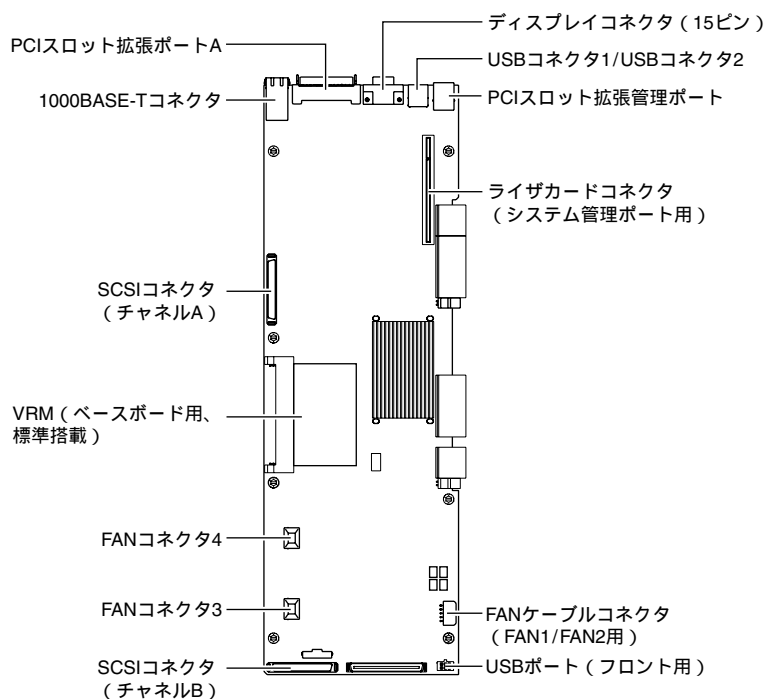 ディスプレイコネクタ（15ピン）
PCIスロット拡張ポートA
USBコネクタ1/USBコネクタ2
1000BASE-Tコネクタ
PCIスロット拡張管理ポート
ライザカードコネクタ
（システム管理ポート用）
SCSIコネクタ
（チャネルA）
VRM（ベースボード用、
標準搭載）
FANコネクタ4
FANコネクタ3
FANケーブルコネクタ
（FAN1/FAN2用）
SCSIコネクタ
（チャネルB）
USBポート（フロント用）